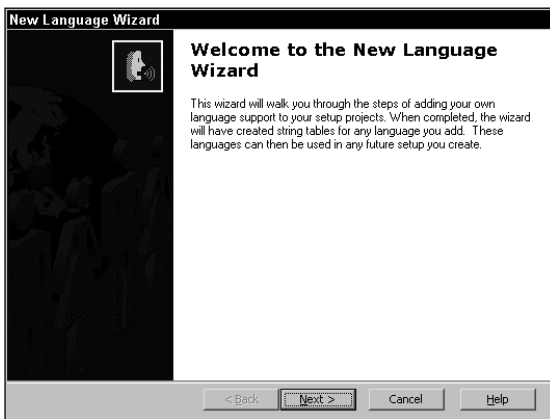 New Language Wizard
Welcome to the New Language
Wizard
This wizard will walk you through the steps of adding your own
language support to your setup projects. When completed, the wizard
will have created string tables for any language you add. These
languages can then be used in any future setup you create.
< Back Next > Cancel Help